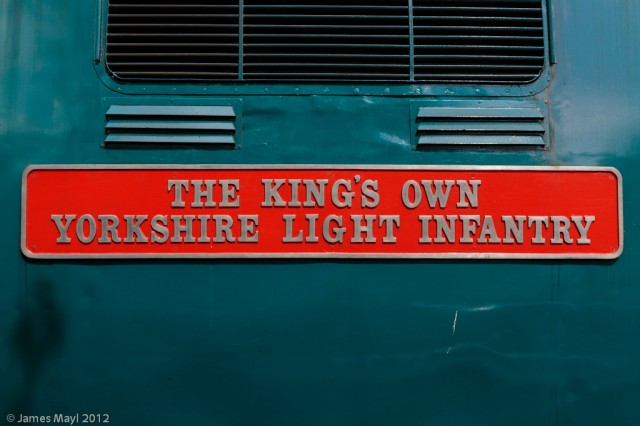 THE KING'S OWN
YORKSHIRE LIGHT INFANTRY
© James Mayl 2012